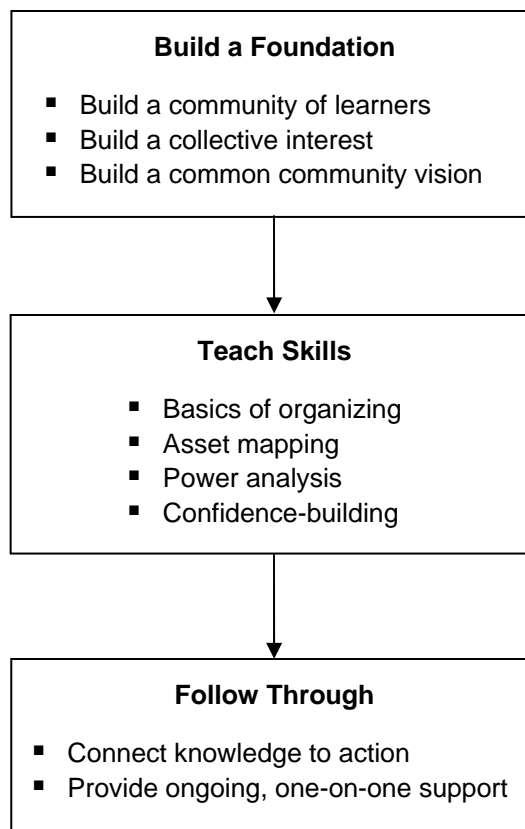 Build a Foundation
▪ Build a community of learners
▪ Build a collective interest
▪ Build a common community vision
Teach Skills
▪ Basics of organizing
▪ Asset mapping
▪ Power analysis
▪ Confidence-building
Follow Through
▪ Connect knowledge to action
▪ Provide ongoing, one-on-one support